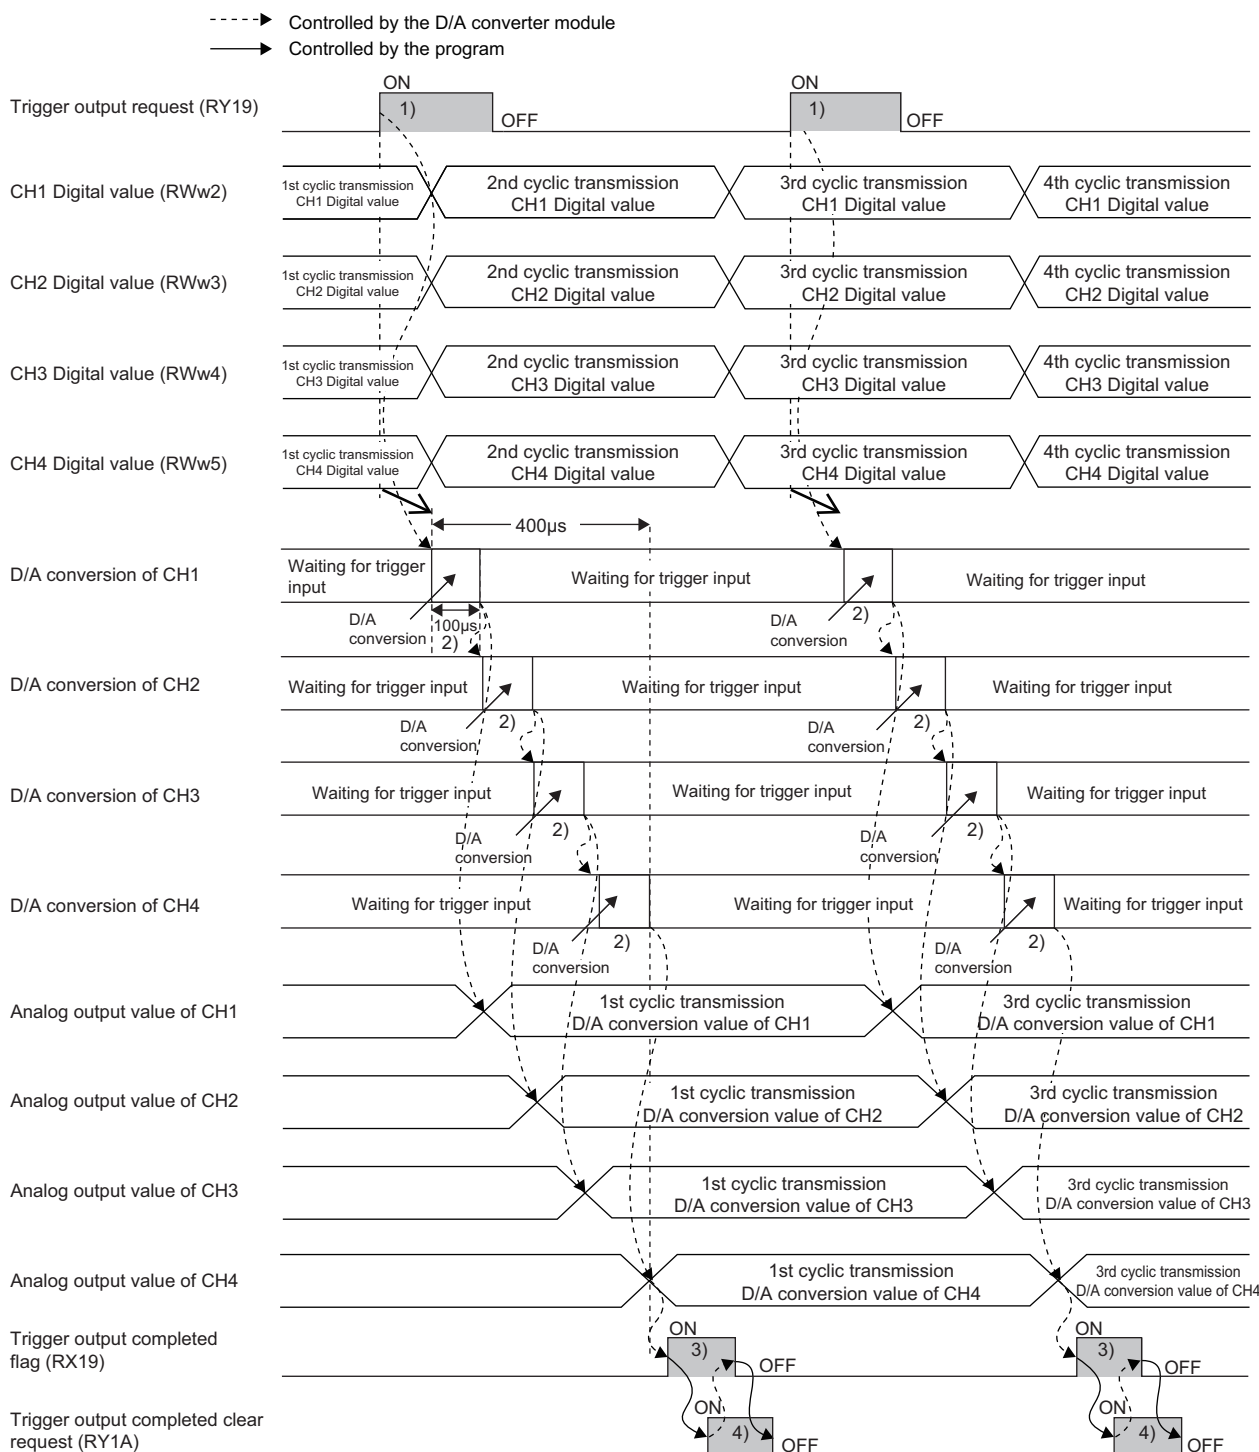 Controlled by the D/A converter module
Controlled by the program
ON
ON
Trigger output request (RY19)
1)
OFF
1)
OFF
CH1 Digital value (RWw2)
1st cyclic transmission
CH1 Digital value
2nd cyclic transmission
CH1 Digital value
3rd cyclic transmission
CH1 Digital value
4th cyclic transmission
CH1 Digital value
CH2 Digital value (RWw3)
1st cyclic transmission
CH2 Digital value
2nd cyclic transmission
CH2 Digital value
3rd cyclic transmission
CH2 Digital value
4th cyclic transmission
CH2 Digital value
CH3 Digital value (RWw4)
1st cyclic transmission
CH3 Digital value
2nd cyclic transmission
CH3 Digital value
3rd cyclic transmission
CH3 Digital value
4th cyclic transmission
CH3 Digital value
CH4 Digital value (RWw5)
1st cyclic transmission
CH4 Digital value
2nd cyclic transmission
CH4 Digital value
3rd cyclic transmission
CH4 Digital value
4th cyclic transmission
CH4 Digital value
400μs
D/A conversion of CH1
Waiting for trigger
input
Waiting for trigger input
Waiting for trigger input
D/A
conversion
100μs
2)
D/A
conversion
2)
D/A conversion of CH2
Waiting for trigger input
Waiting for trigger input
Waiting for trigger input
D/A
conversion
2)
D/A
conversion
2)
D/A conversion of CH3
Waiting for trigger input
Waiting for trigger input
Waiting for trigger input
D/A
conversion
2)
D/A
conversion
2)
D/A conversion of CH4
Waiting for trigger input
Waiting for trigger input
Waiting for trigger input
D/A
conversion
2)
D/A
conversion
2)
Analog output value of CH1
1st cyclic transmission
D/A conversion value of CH1
3rd cyclic transmission
D/A conversion value of CH1
Analog output value of CH2
1st cyclic transmission
D/A conversion value of CH2
3rd cyclic transmission
D/A conversion value of CH2
Analog output value of CH3
1st cyclic transmission
D/A conversion value of CH3
3rd cyclic transmission
D/A conversion value of CH3
Analog output value of CH4
1st cyclic transmission
D/A conversion value of CH4
3rd cyclic transmission
D/A conversion value of CH4
Trigger output completed
flag (RX19)
ON
3)
OFF
ON
3)
OFF
Trigger output completed clear
request (RY1A)
ON
4)
OFF
ON
4)
OFF